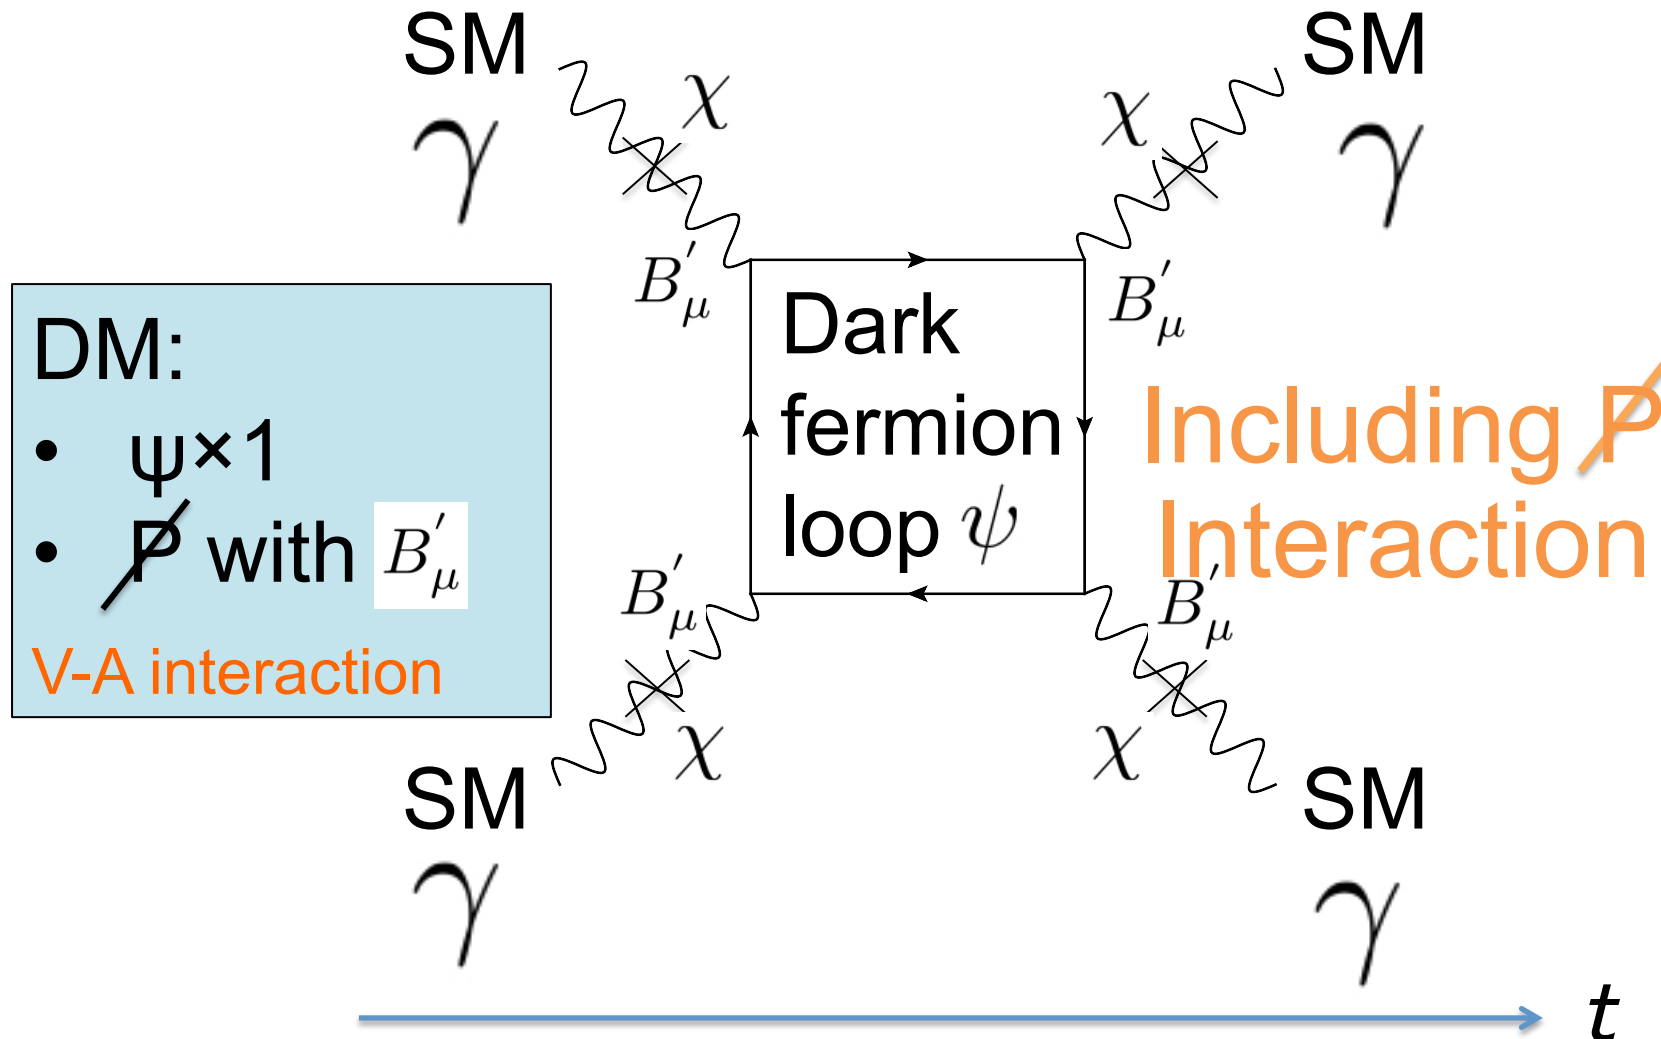 SM
SM
χ
χ
γ
γ
B'μ
B'μ
DM:
• ψ×1
• P̸ with B'μ
V-A interaction
Dark
fermion
loop ψ
Including P̸
Interaction
B'μ
B'μ
χ
χ
SM
SM
γ
γ
t